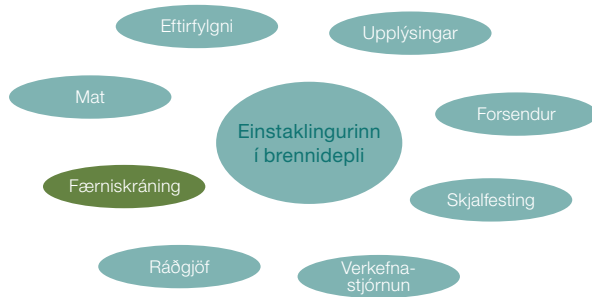 Eftirfylgni
Upplýsingar
Mat
Forsendur
Einstaklingurinn
í brennidepli
Færniskráning
Skjalfesting
Ráðgjöf
Verkefna-
stjórnun